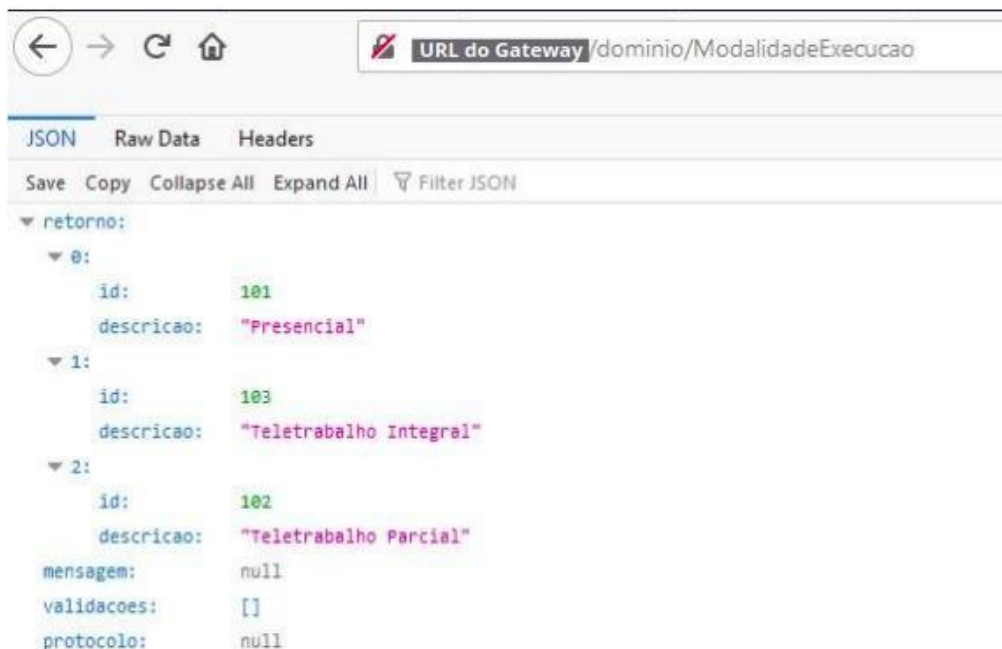 URL do Gateway/dominio/ModalidadeExecucao
JSON Raw Data Headers
Save Copy Collapse All Expand All Filter JSON
retorno:
0:
id: 101
descricao: "Presencial"
1:
id: 103
descricao: "Teletrabalho Integral"
2:
id: 102
descricao: "Teletrabalho Parcial"
mensagem: null
validacoes: []
protocolo: null